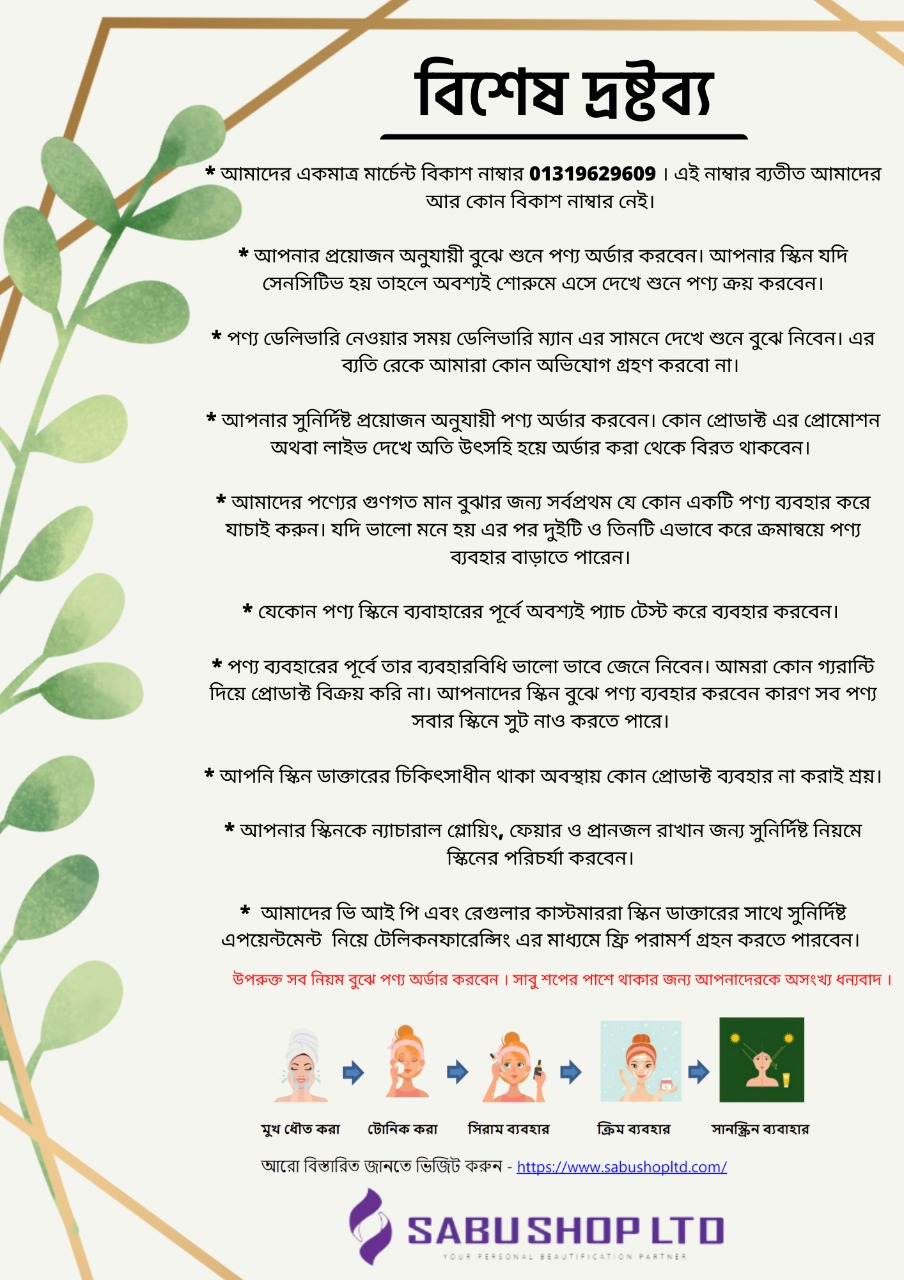 বিশেষ দ্রষ্টব্য
* আমাদের একমাত্র মার্চেন্ট বিকাশ নাম্বার 01319629609 । এই নাম্বার ব্যতীত আমাদের
আর কোন বিকাশ নাম্বার নেই।
* আপনার প্রয়োজন অনুযায়ী বুঝে শুনে পণ্য অর্ডার করবেন। আপনার স্কিন যদি
সেনসিটিভ হয় তাহলে অবশ্যই শোরুমে এসে দেখে শুনে পণ্য ক্রয় করবেন।
* পণ্য ডেলিভারি নেওয়ার সময় ডেলিভারি ম্যান এর সামনে দেখে শুনে বুঝে নিবেন। এর
ব্যতি রেকে আমারা কোন অভিযোগ গ্রহণ করবো না।
* আপনার সুনির্দিষ্ট প্রয়োজন অনুযায়ী পণ্য অর্ডার করবেন। কোন প্রোডাক্ট এর প্রোমোশন
অথবা লাইভ দেখে অতি উৎসহি হয়ে অর্ডার করা থেকে বিরত থাকবেন।
* আমাদের পণ্যের গুণগত মান বুঝার জন্য সর্বপ্রথম যে কোন একটি পণ্য ব্যবহার করে
যাচাই করুন। যদি ভালো মনে হয় এর পর দুইটি ও তিনটি এভাবে করে ক্রমান্বয়ে পণ্য
ব্যবহার বাড়াতে পারেন।
* যেকোন পণ্য স্কিনে ব্যবাহারের পূর্বে অবশ্যই প্যাচ টেস্ট করে ব্যবহার করবেন।
* পণ্য ব্যবহারের পূর্বে তার ব্যবহারবিধি ভালো ভাবে জেনে নিবেন। আমরা কোন গ্যরান্টি
দিয়ে প্রোডাক্ট বিক্রয় করি না। আপনাদের স্কিন বুঝে পণ্য ব্যবহার করবেন কারণ সব পণ্য
সবার স্কিনে সুট নাও করতে পারে।
* আপনি স্কিন ডাক্তারের চিকিৎসাধীন থাকা অবস্থায় কোন প্রোডাক্ট ব্যবহার না করাই শ্রয়।
* আপনার স্কিনকে ন্যাচারাল গ্লোয়িং, ফেয়ার ও প্রানজল রাখান জন্য সুনির্দিষ্ট নিয়মে
স্কিনের পরিচর্যা করবেন।
* আমাদের ভি আই পি এবং রেগুলার কাস্টমাররা স্কিন ডাক্তারের সাথে সুনির্দিষ্ট
এপয়েন্টমেন্ট নিয়ে টেলিকনফারেন্সিং এর মাধ্যমে ফ্রি পরামর্শ গ্রহন করতে পারবেন।
উপরুক্ত সব নিয়ম বুঝে পণ্য অর্ডার করবেন । সাবু শপের পাশে থাকার জন্য আপনাদেরকে অসংখ্য ধন্যবাদ ।
মুখ ধৌত করা টোনিক করা সিরাম ব্যবহার ক্রিম ব্যবহার সানস্ক্রিন ব্যবাহার
আরো বিস্তারিত জানতে ভিজিট করুন - https://www.sabushopltd.com/
SABU SHOP LTD
YOUR PERSONAL BEAUTIFICATION PARTNER